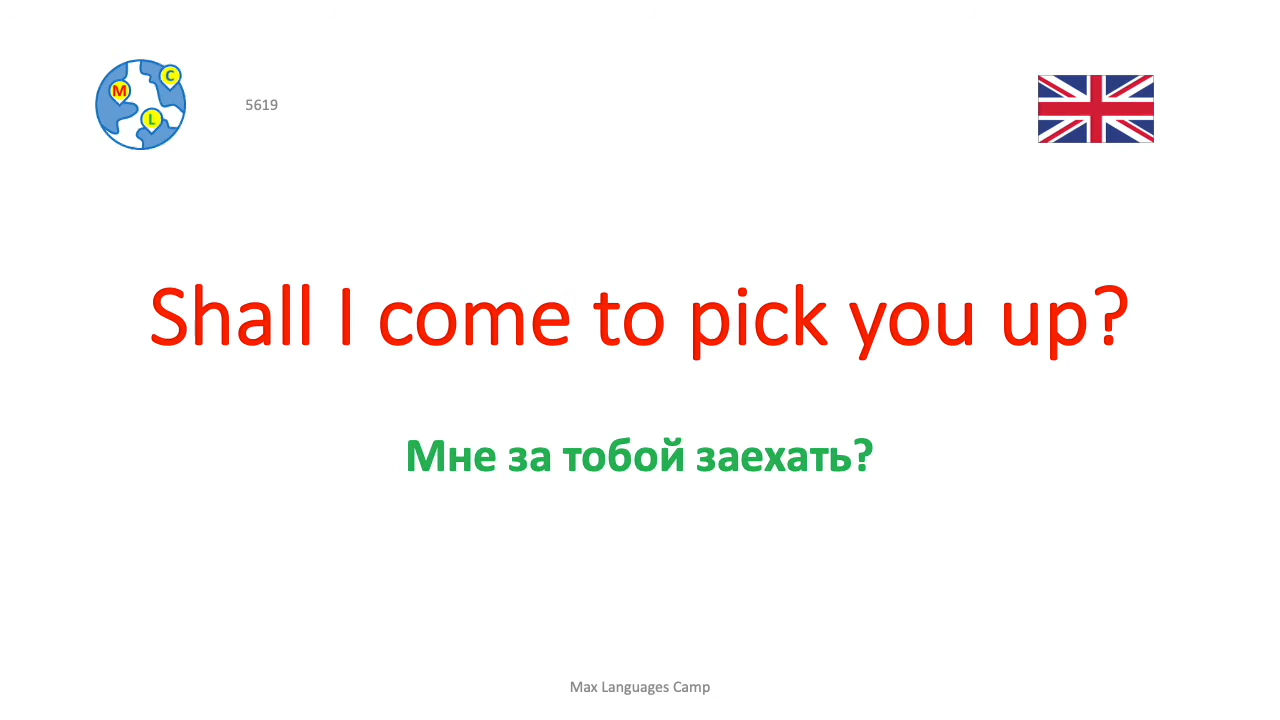 M
C
L
5619
Shall I come to pick you up?
Мне за тобой заехать?
Max Languages Camp